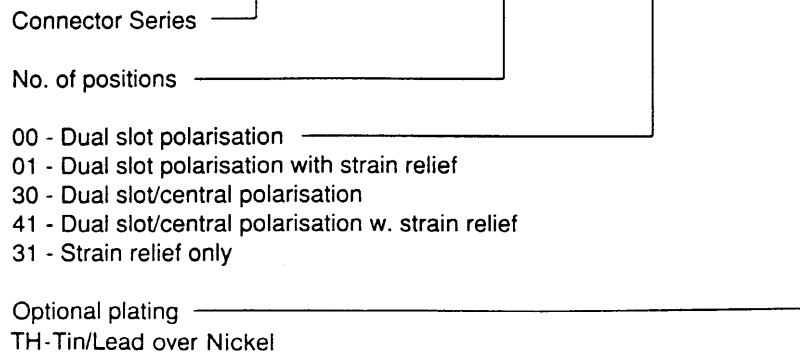 Connector Series
No. of positions
00 - Dual slot polarisation
01 - Dual slot polarisation with strain relief
30 - Dual slot/central polarisation
41 - Dual slot/central polarisation w. strain relief
31 - Strain relief only
Optional plating
TH-Tin/Lead over Nickel